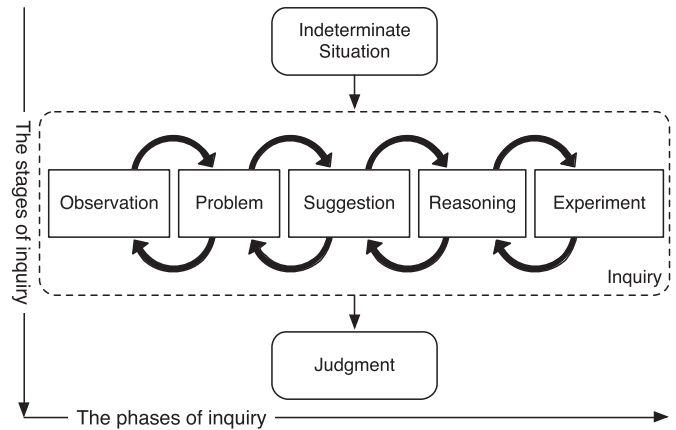 Indeterminate
Situation
The stages of inquiry
Observation
Problem
Suggestion
Reasoning
Experiment
Inquiry
Judgment
The phases of inquiry